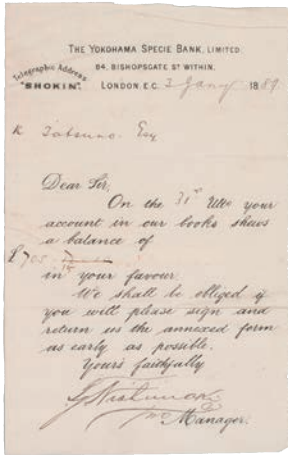 THE YOKOHAMA SPECIE BANK, LIMITED.
84, BISHOPSGATE ST WITHIN,
Telegraphic Address
"SHOKIN".
LONDON E.C. 3 Jany 1889
K Tatsuno Esq
Dear Sir,
On the 31st Ulto your
account in our books shews
a balance of
in your favour.
We shall be obliged if
you will please sign and
return us the annexed form
as early as possible.
Yours faithfully
Manager.